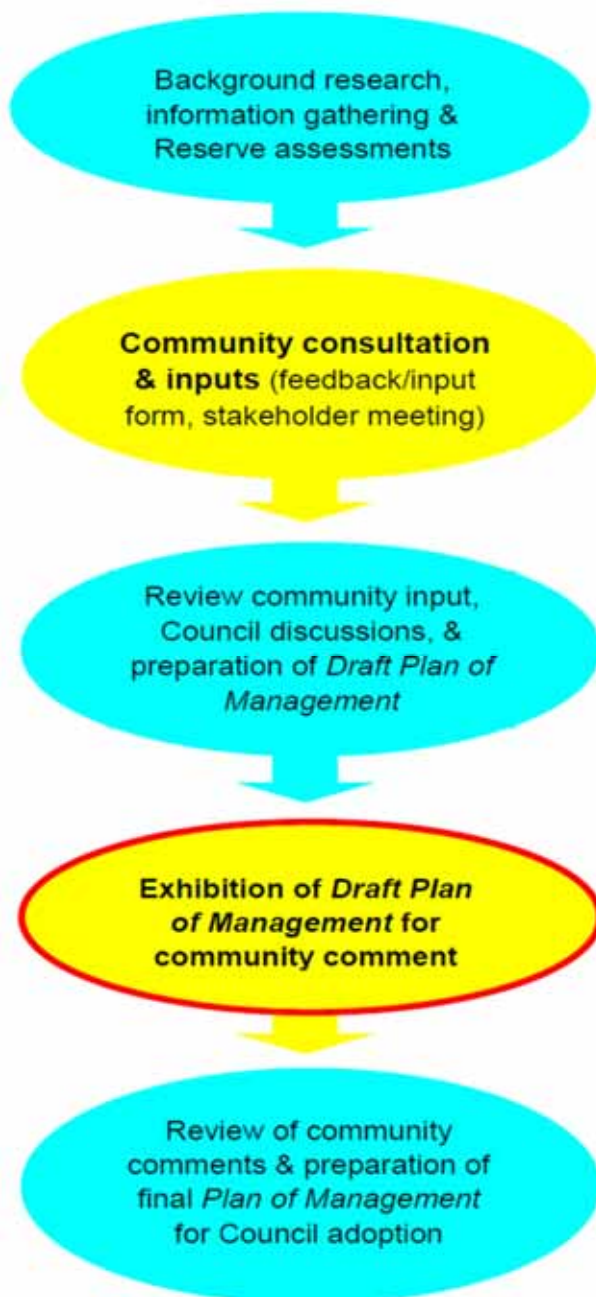 Background research,
information gathering &
Reserve assessments
Community consultation
& inputs (feedback/input
form, stakeholder meeting)
Review community input,
Council discussions, &
preparation of Draft Plan of
Management
Exhibition of Draft Plan
of Management for
community comment
Review of community
comments & preparation of
final Plan of Management
for Council adoption